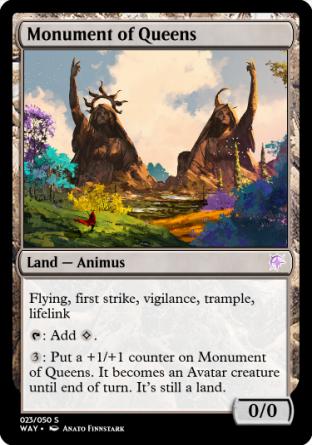 Monument of Queens
Land — Animus
Flying, first strike, vigilance, trample,
lifelink
: Add .
3: Put a +1/+1 counter on Monument
of Queens. It becomes an Avatar creature
until end of turn. It's still a land.
0/0
023/050 S
WAY • Anato Finnstark